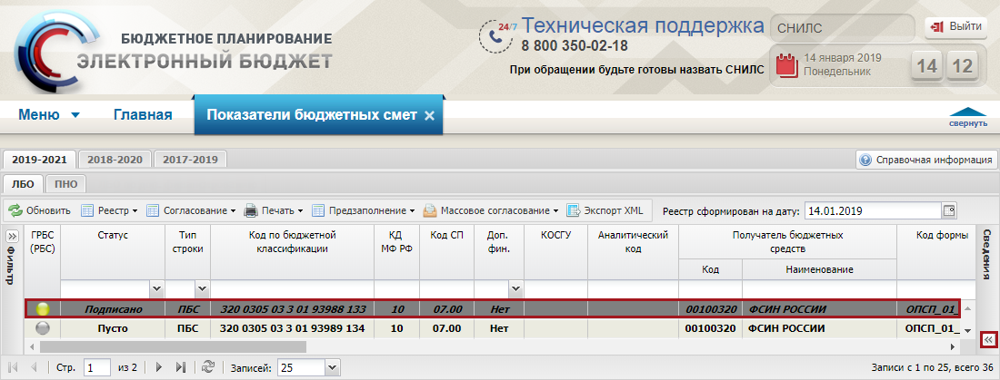 БЮДЖЕТНОЕ ПЛАНИРОВАНИЕ
ЭЛЕКТРОННЫЙ БЮДЖЕТ
24/7
Техническая поддержка
8 800 350-02-18
При обращении будьте готовы назвать СНИЛС
СНИЛС
Выйти
14 января 2019
Понедельник
14 12
Меню Главная Показатели бюджетных смет
свернуть
2019-2021 2018-2020 2017-2019 Справочная информация
ЛБО ПНО
Обновить Реестр Согласование Печать Предзаполнение Массовое согласование Экспорт XML Реестр сформирован на дату: 14.01.2019
Фильтр
ГРБС (РБС) Статус Тип строки Код по бюджетной классификации КД МФ РФ Код СП Доп. фин. КОСГУ Аналитический код Получатель бюджетных средств Код формы
Код Наименование
Сведения
Подписано ПБС 320 0305 03 3 01 93988 133 10 07.00 Нет 00100320 ФСИН РОССИИ ОПСП_01_
Пусто ПБС 320 0305 03 3 01 93989 134 10 07.00 Нет 00100320 ФСИН РОССИИ ОПСП_01_
Стр. 1 из 2 Записей: 25 Записи с 1 по 25, всего 36